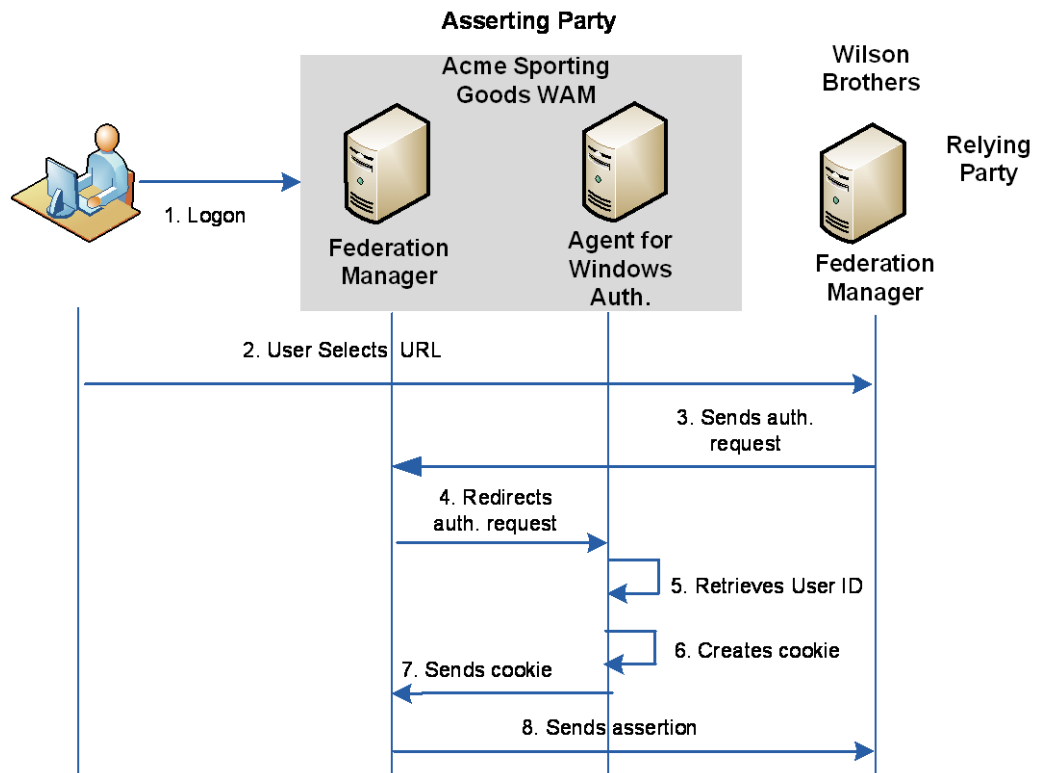 Asserting Party
Acme Sporting
Goods WAM
Wilson
Brothers
Relying
Party
1. Logon
Federation
Manager
Agent for
Windows
Auth.
Federation
Manager
2. User Selects URL
3. Sends auth.
request
4. Redirects
auth. request
5. Retrieves User ID
6. Creates cookie
7. Sends cookie
8. Sends assertion